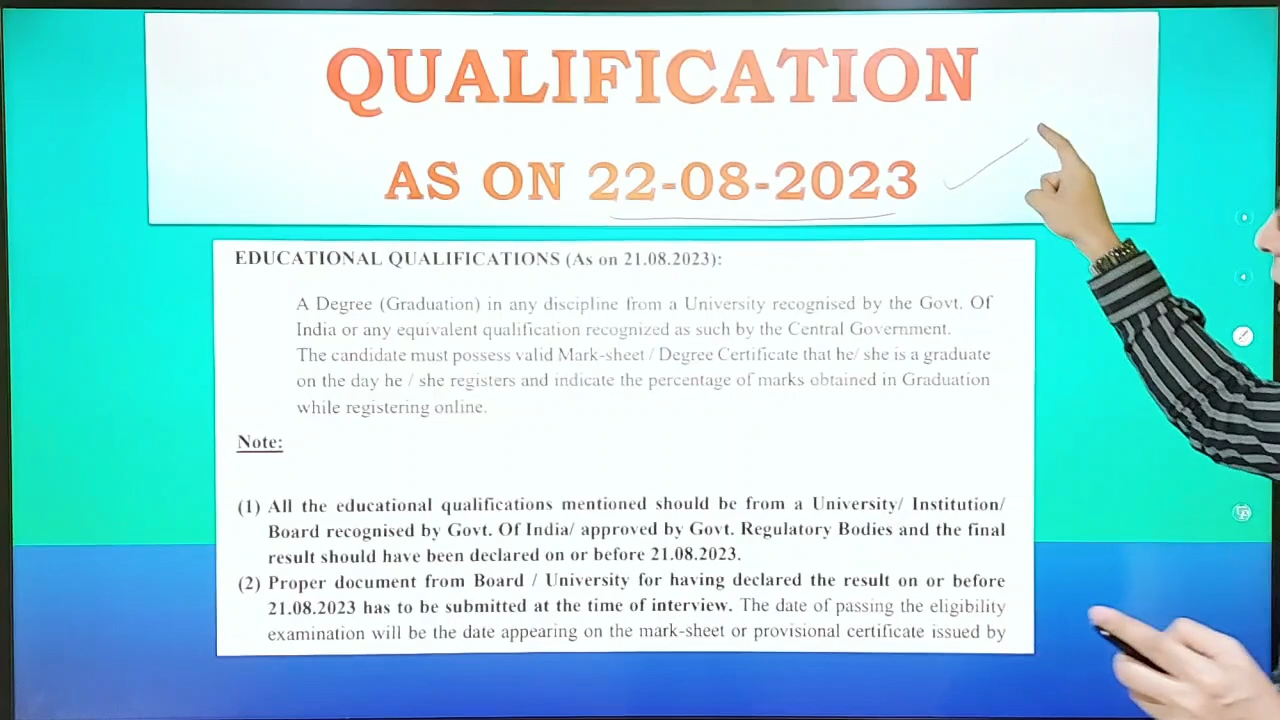 QUALIFICATION
AS ON 22-08-2023
EDUCATIONAL QUALIFICATIONS (As on 21.08.2023):
A Degree (Graduation) in any discipline from a University recognised by the Govt. Of
India or any equivalent qualification recognized as such by the Central Government.
The candidate must possess valid Mark-sheet / Degree Certificate that he/ she is a graduate
on the day he / she registers and indicate the percentage of marks obtained in Graduation
while registering online.
Note:
(1) All the educational qualifications mentioned should be from a University/ Institution/
Board recognised by Govt. Of India/ approved by Govt. Regulatory Bodies and the final
result should have been declared on or before 21.08.2023.
(2) Proper document from Board / University for having declared the result on or before
21.08.2023 has to be submitted at the time of interview. The date of passing the eligibility
examination will be the date appearing on the mark-sheet or provisional certificate issued by